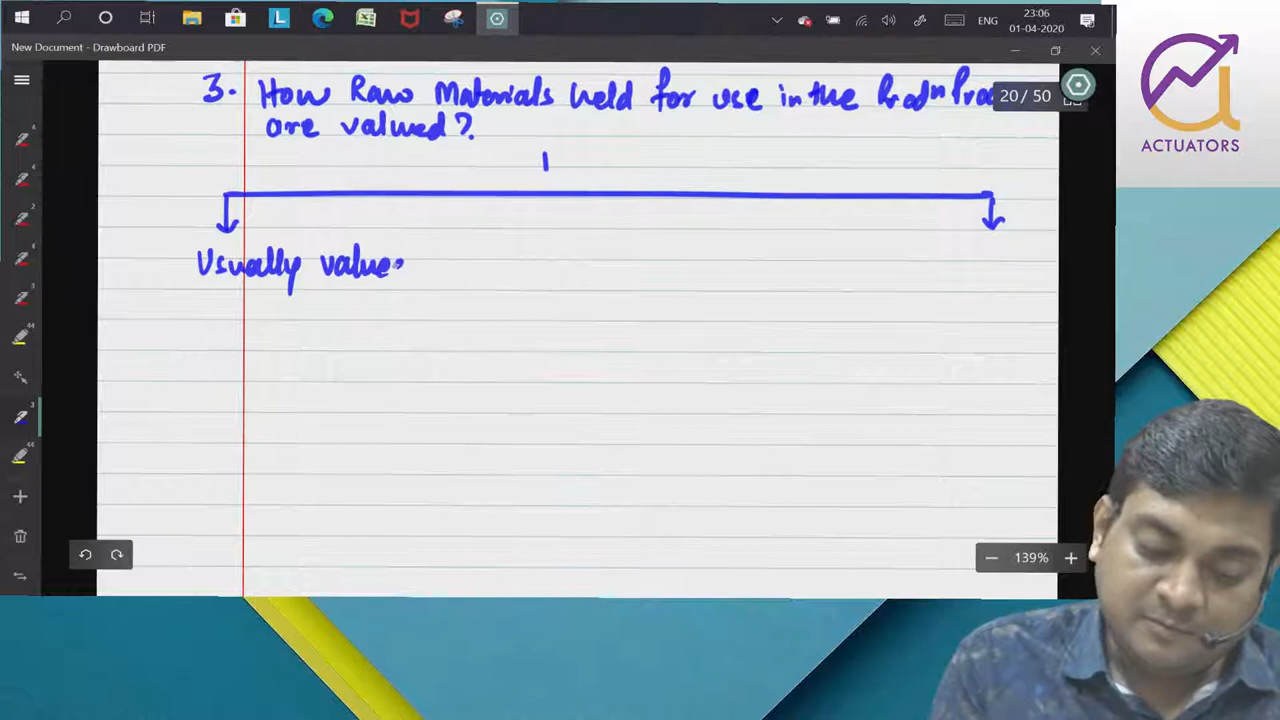 23:06
ENG
01-04-2020
New Document - Drawboard PDF
3. How Raw Materials held for use in the Prodn
are valued?
20 / 50
Usually value
139%
ACTUATORS